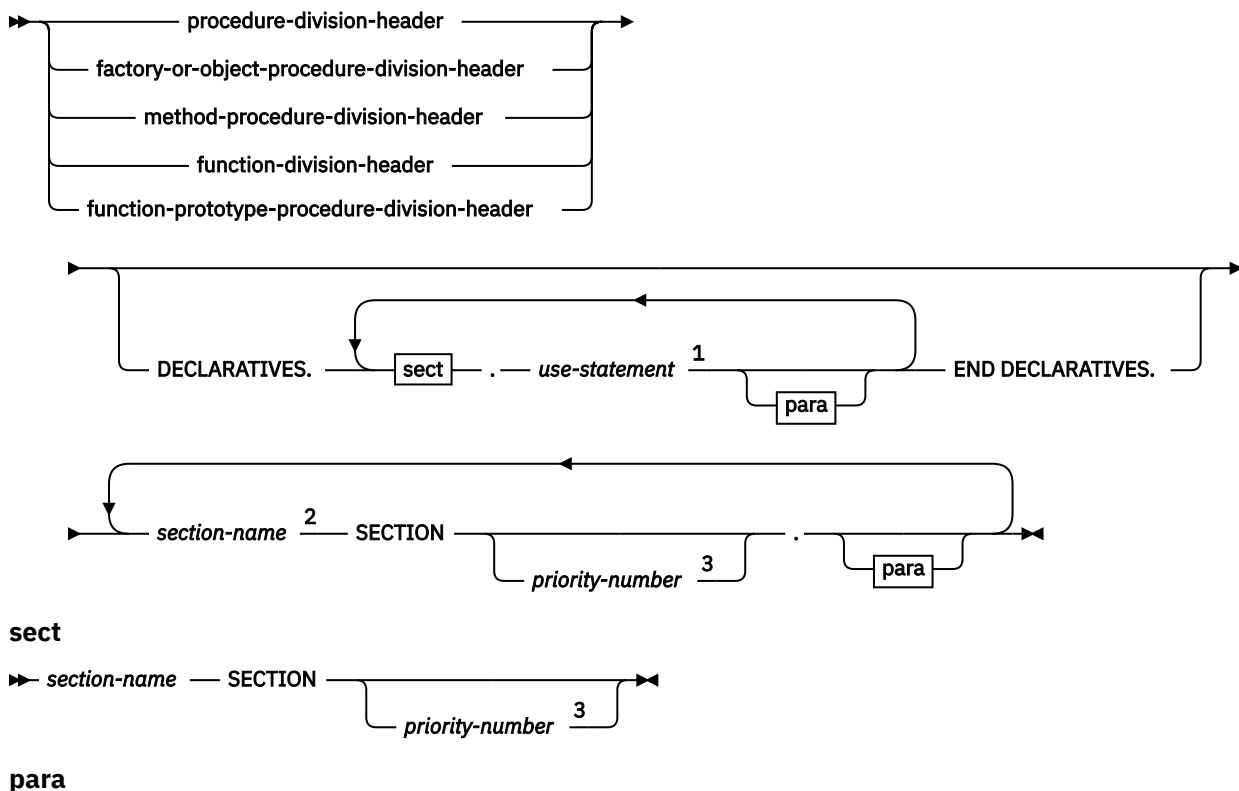 procedure-division-header
factory-or-object-procedure-division-header
method-procedure-division-header
function-division-header
function-prototype-procedure-division-header
DECLARATIVES. sect . use-statement 1 para END DECLARATIVES.
section-name 2 SECTION priority-number 3 . para
sect
section-name SECTION priority-number 3
para